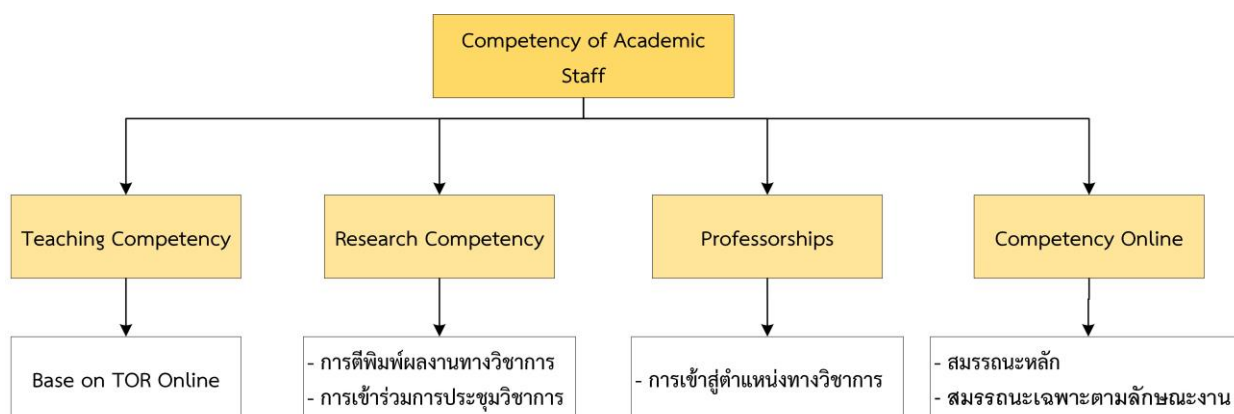 Competency of Academic
Staff
Teaching Competency
Research Competency
Professorships
Competency Online
Base on TOR Online
- การตีพิมพ์ผลงานทางวิชาการ
- การเข้าร่วมการประชุมวิชาการ
- การเข้าสู่ตำแหน่งทางวิชาการ
- สมรรถนะหลัก
- สมรรถนะเฉพาะตามลักษณะงาน